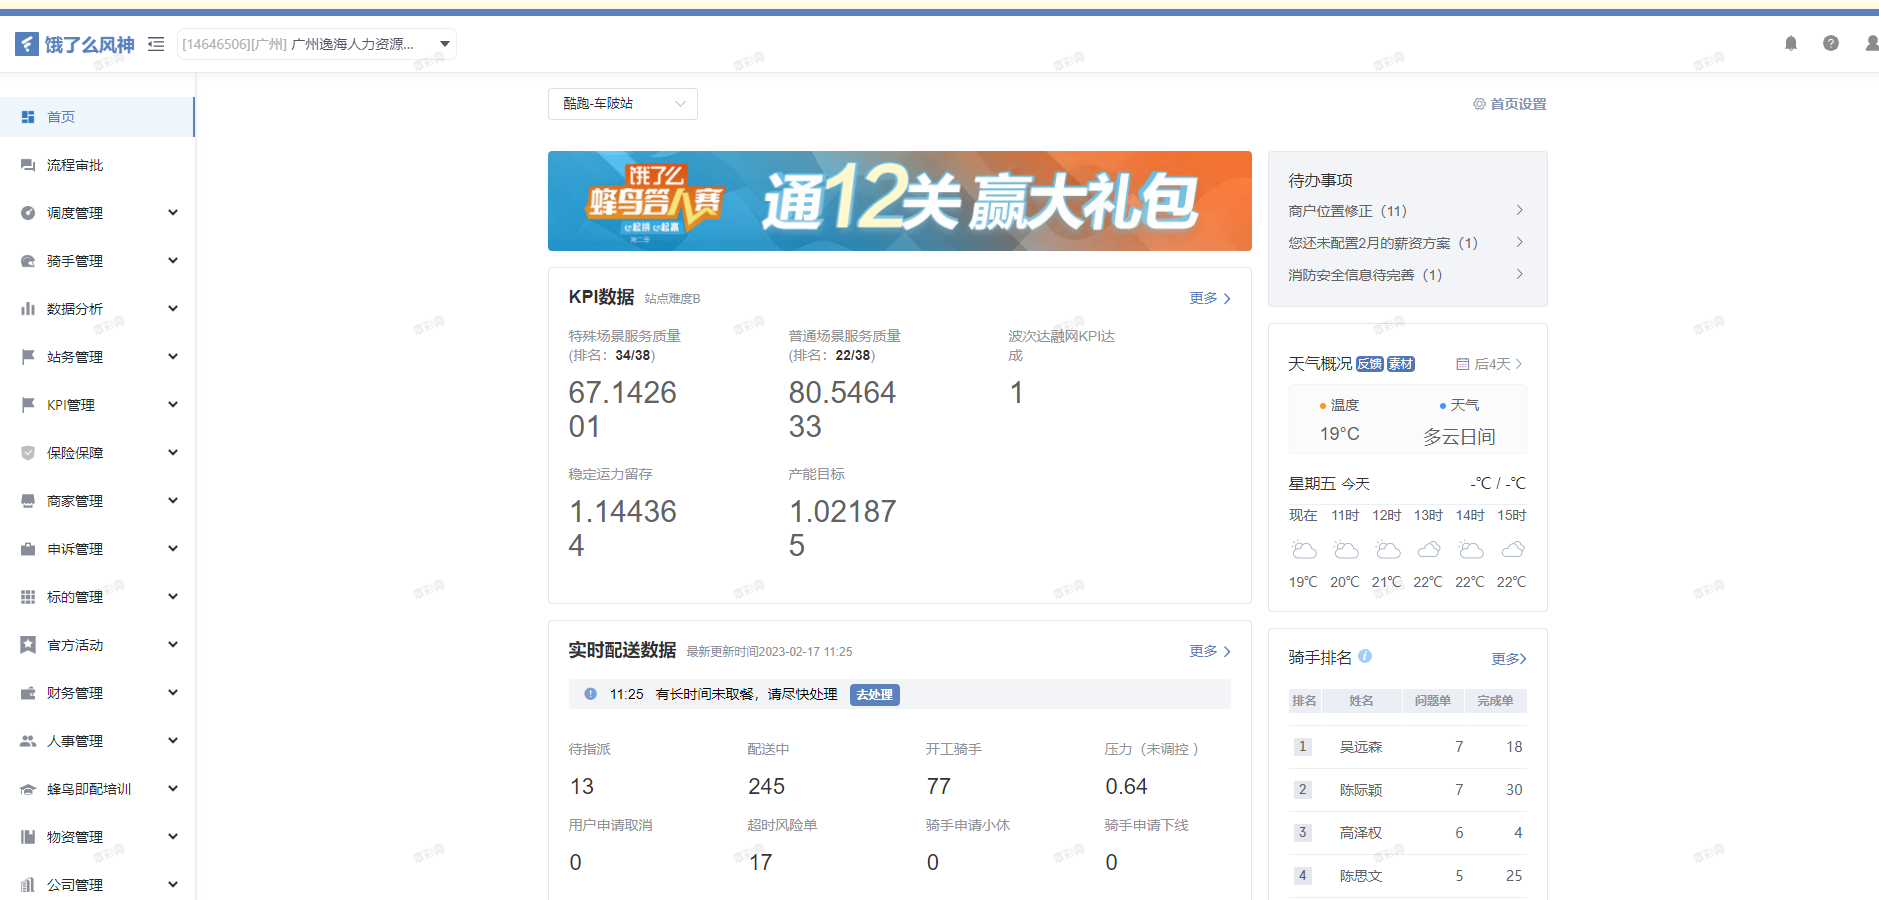 饿了么风神
[14646506][广州] 广州逸海人力资源...
首页
流程审批
调度管理
骑手管理
数据分析
站务管理
KPI管理
保险保障
商家管理
申诉管理
标的管理
官方活动
财务管理
人事管理
蜂鸟即配培训
物资管理
公司管理
酷跑-车陂站
首页设置
饿了么
蜂鸟答人赛
第二季
通12关 赢大礼包
KPI数据 站点难度B
更多
特殊场景服务质量
(排名：34/38)
67.1426
01
普通场景服务质量
(排名：22/38)
80.5464
33
波次达融网KPI达
成
1
稳定运力留存
1.14436
4
产能目标
1.02187
5
实时配送数据 最新更新时间2023-02-17 11:25
更多
11:25 有长时间未取餐，请尽快处理 去处理
待指派 配送中 开工骑手 压力（未调控 ）
13 245 77 0.64
用户申请取消 超时风险单 骑手申请小休 骑手申请下线
0 17 0 0
待办事项
商户位置修正（11）
您还未配置2月的薪资方案（1）
消防安全信息待完善（1）
天气概况 反馈 素材 后4天
温度 天气
19°C 多云日间
星期五 今天 -℃ / -℃
现在 11时 12时 13时 14时 15时
19℃ 20℃ 21℃ 22℃ 22℃ 22℃
骑手排名
更多
排名 姓名 问题单 完成单
1 吴远森 7 18
2 陈际颖 7 30
3 高泽权 6 4
4 陈思文 5 25